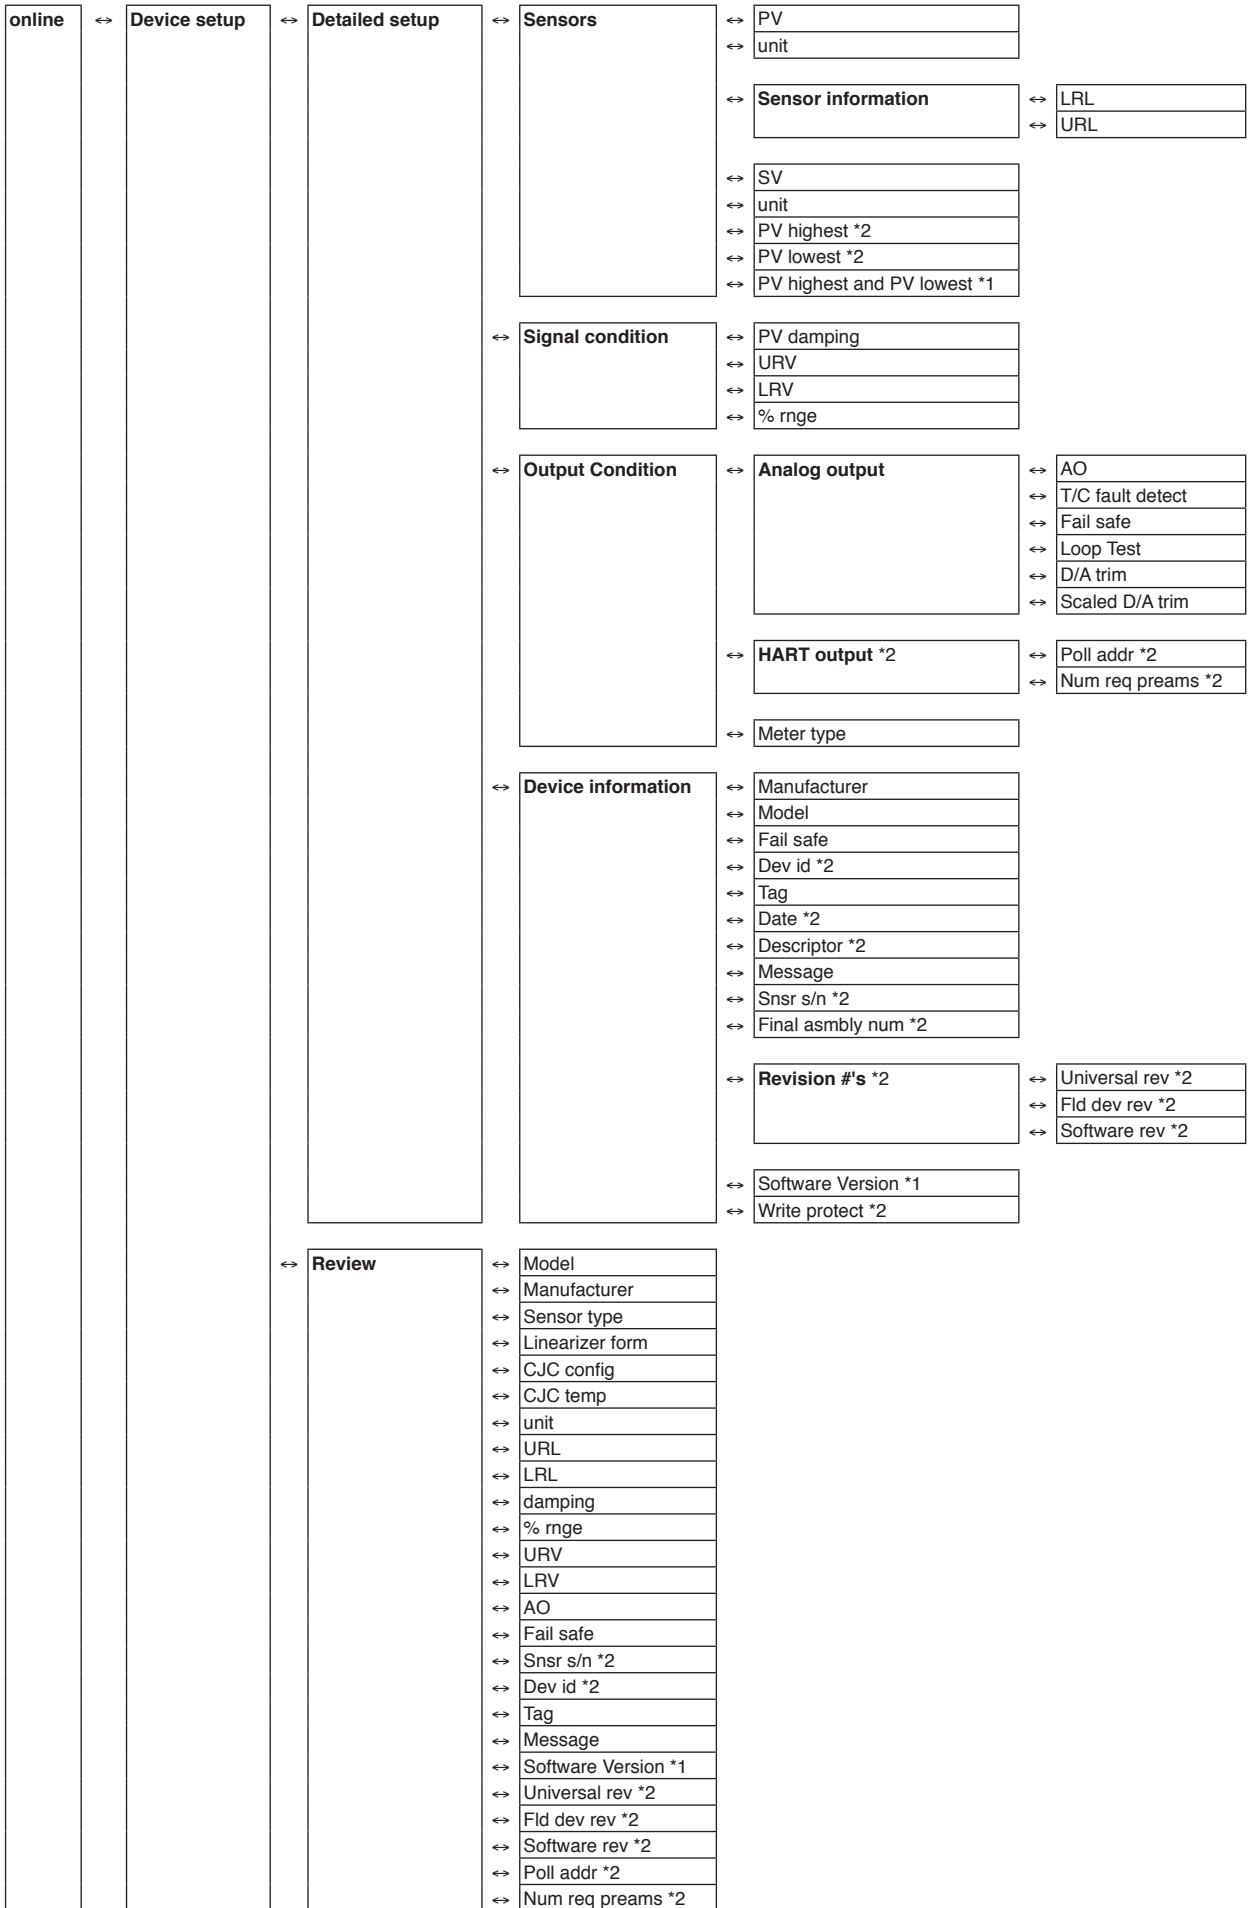 online ↔ Device setup ↔ Detailed setup ↔ Sensors ↔ PV
↔ unit
↔ Sensor information ↔ LRL
↔ URL
↔ SV
↔ unit
↔ PV highest *2
↔ PV lowest *2
↔ PV highest and PV lowest *1
↔ Signal condition ↔ PV damping
↔ URV
↔ LRV
↔ % rnge
↔ Output Condition ↔ Analog output ↔ AO
↔ T/C fault detect
↔ Fail safe
↔ Loop Test
↔ D/A trim
↔ Scaled D/A trim
↔ HART output *2 ↔ Poll addr *2
↔ Num req preams *2
↔ Meter type
↔ Device information ↔ Manufacturer
↔ Model
↔ Fail safe
↔ Dev id *2
↔ Tag
↔ Date *2
↔ Descriptor *2
↔ Message
↔ Snsr s/n *2
↔ Final asmbly num *2
↔ Revision #'s *2 ↔ Universal rev *2
↔ Fld dev rev *2
↔ Software rev *2
↔ Software Version *1
↔ Write protect *2
↔ Review ↔ Model
↔ Manufacturer
↔ Sensor type
↔ Linearizer form
↔ CJC config
↔ CJC temp
↔ unit
↔ URL
↔ LRL
↔ damping
↔ % rnge
↔ URV
↔ LRV
↔ AO
↔ Fail safe
↔ Snsr s/n *2
↔ Dev id *2
↔ Tag
↔ Message
↔ Software Version *1
↔ Universal rev *2
↔ Fld dev rev *2
↔ Software rev *2
↔ Poll addr *2
↔ Num req preams *2